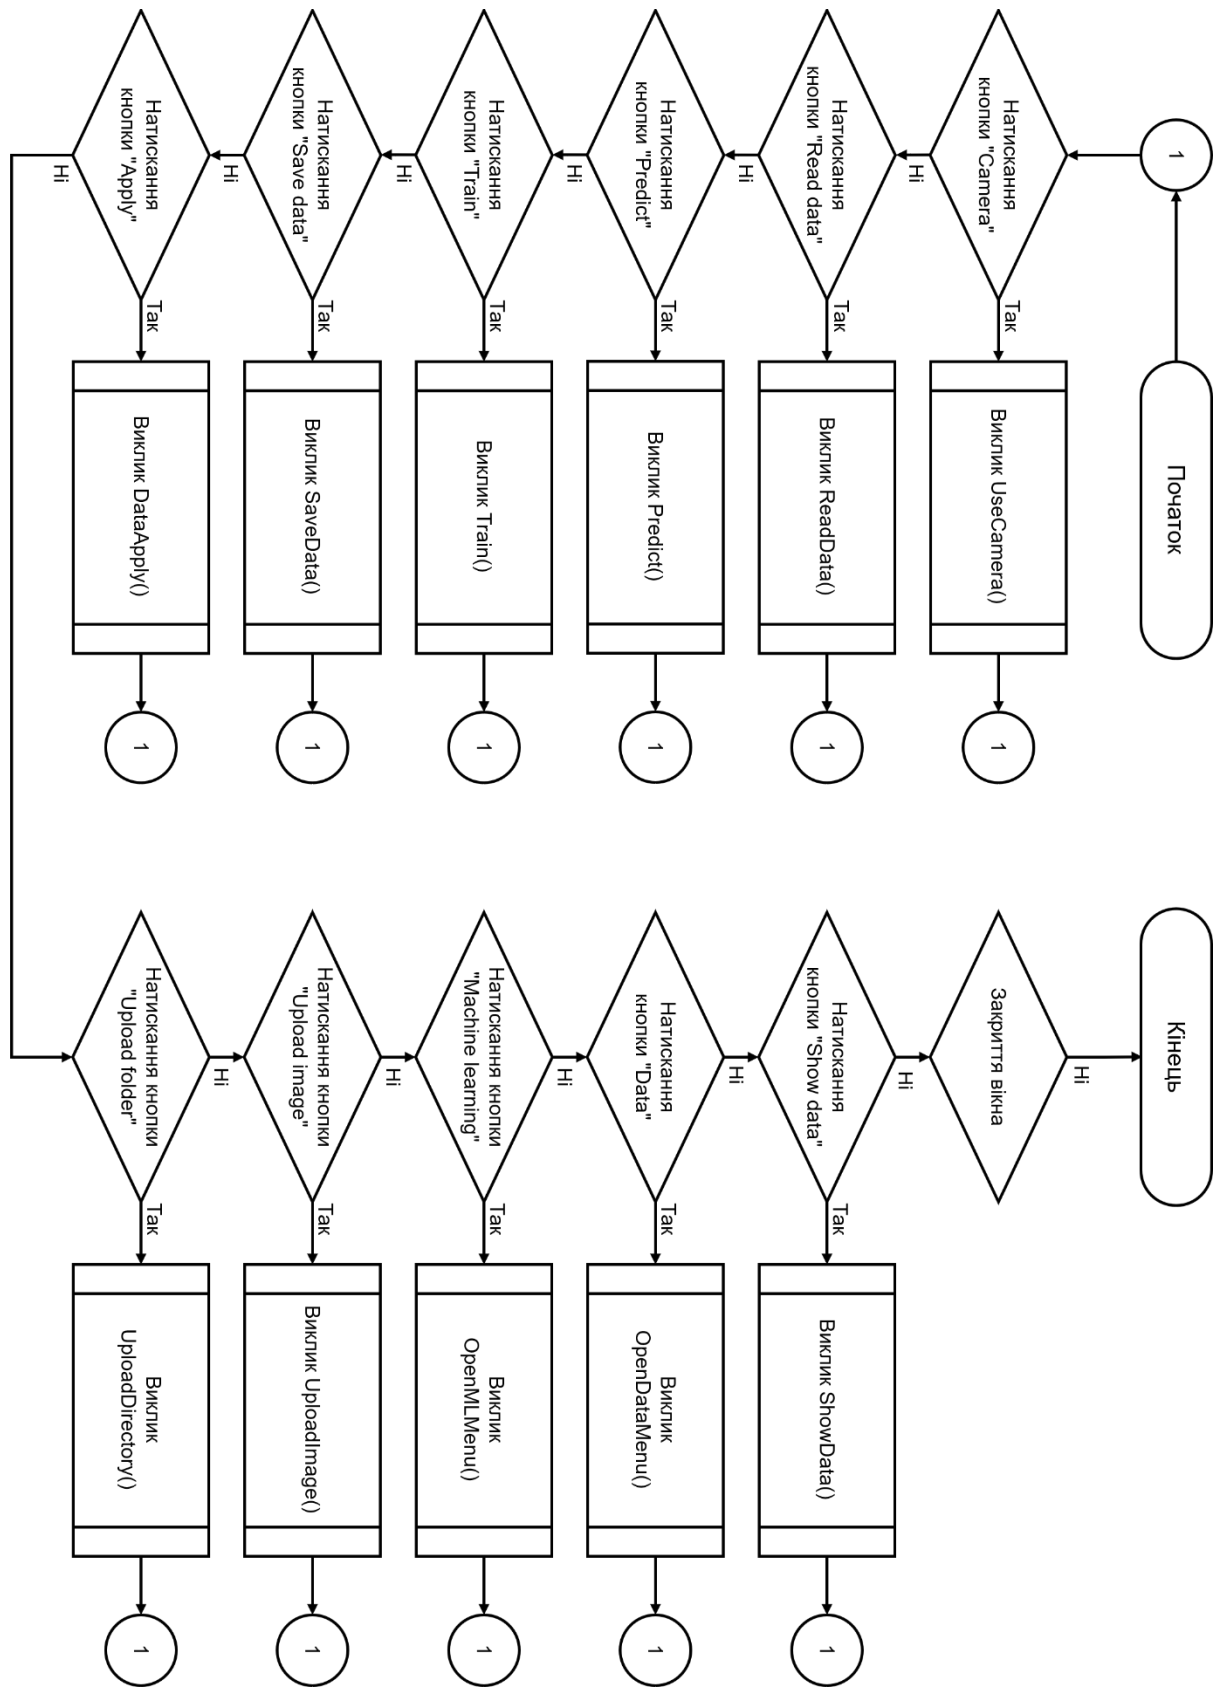 Початок
1
Натискання
кнопки "Camera"
Так
Виклик UseCamera()
1
Ні
Натискання
кнопки "Read data"
Так
Виклик ReadData()
1
Ні
Натискання
кнопки "Predict"
Так
Виклик Predict()
1
Ні
Натискання
кнопки "Train"
Так
Виклик Train()
1
Ні
Натискання
кнопки "Save data"
Так
Виклик SaveData()
1
Ні
Натискання
кнопки "Apply"
Так
Виклик DataApply()
1
Ні
Натискання кнопки
"Upload folder"
Так
Виклик
UploadDirectory()
1
Ні
Натискання кнопки
"Upload image"
Так
Виклик UploadImage()
1
Ні
Натискання кнопки
"Machine learning"
Так
Виклик
OpenMLMenu()
1
Ні
Натискання
кнопки "Data"
Так
Виклик
OpenDataMenu()
1
Ні
Натискання
кнопки "Show data"
Так
Виклик ShowData()
1
Ні
Закриття вікна
Ні
Кінець